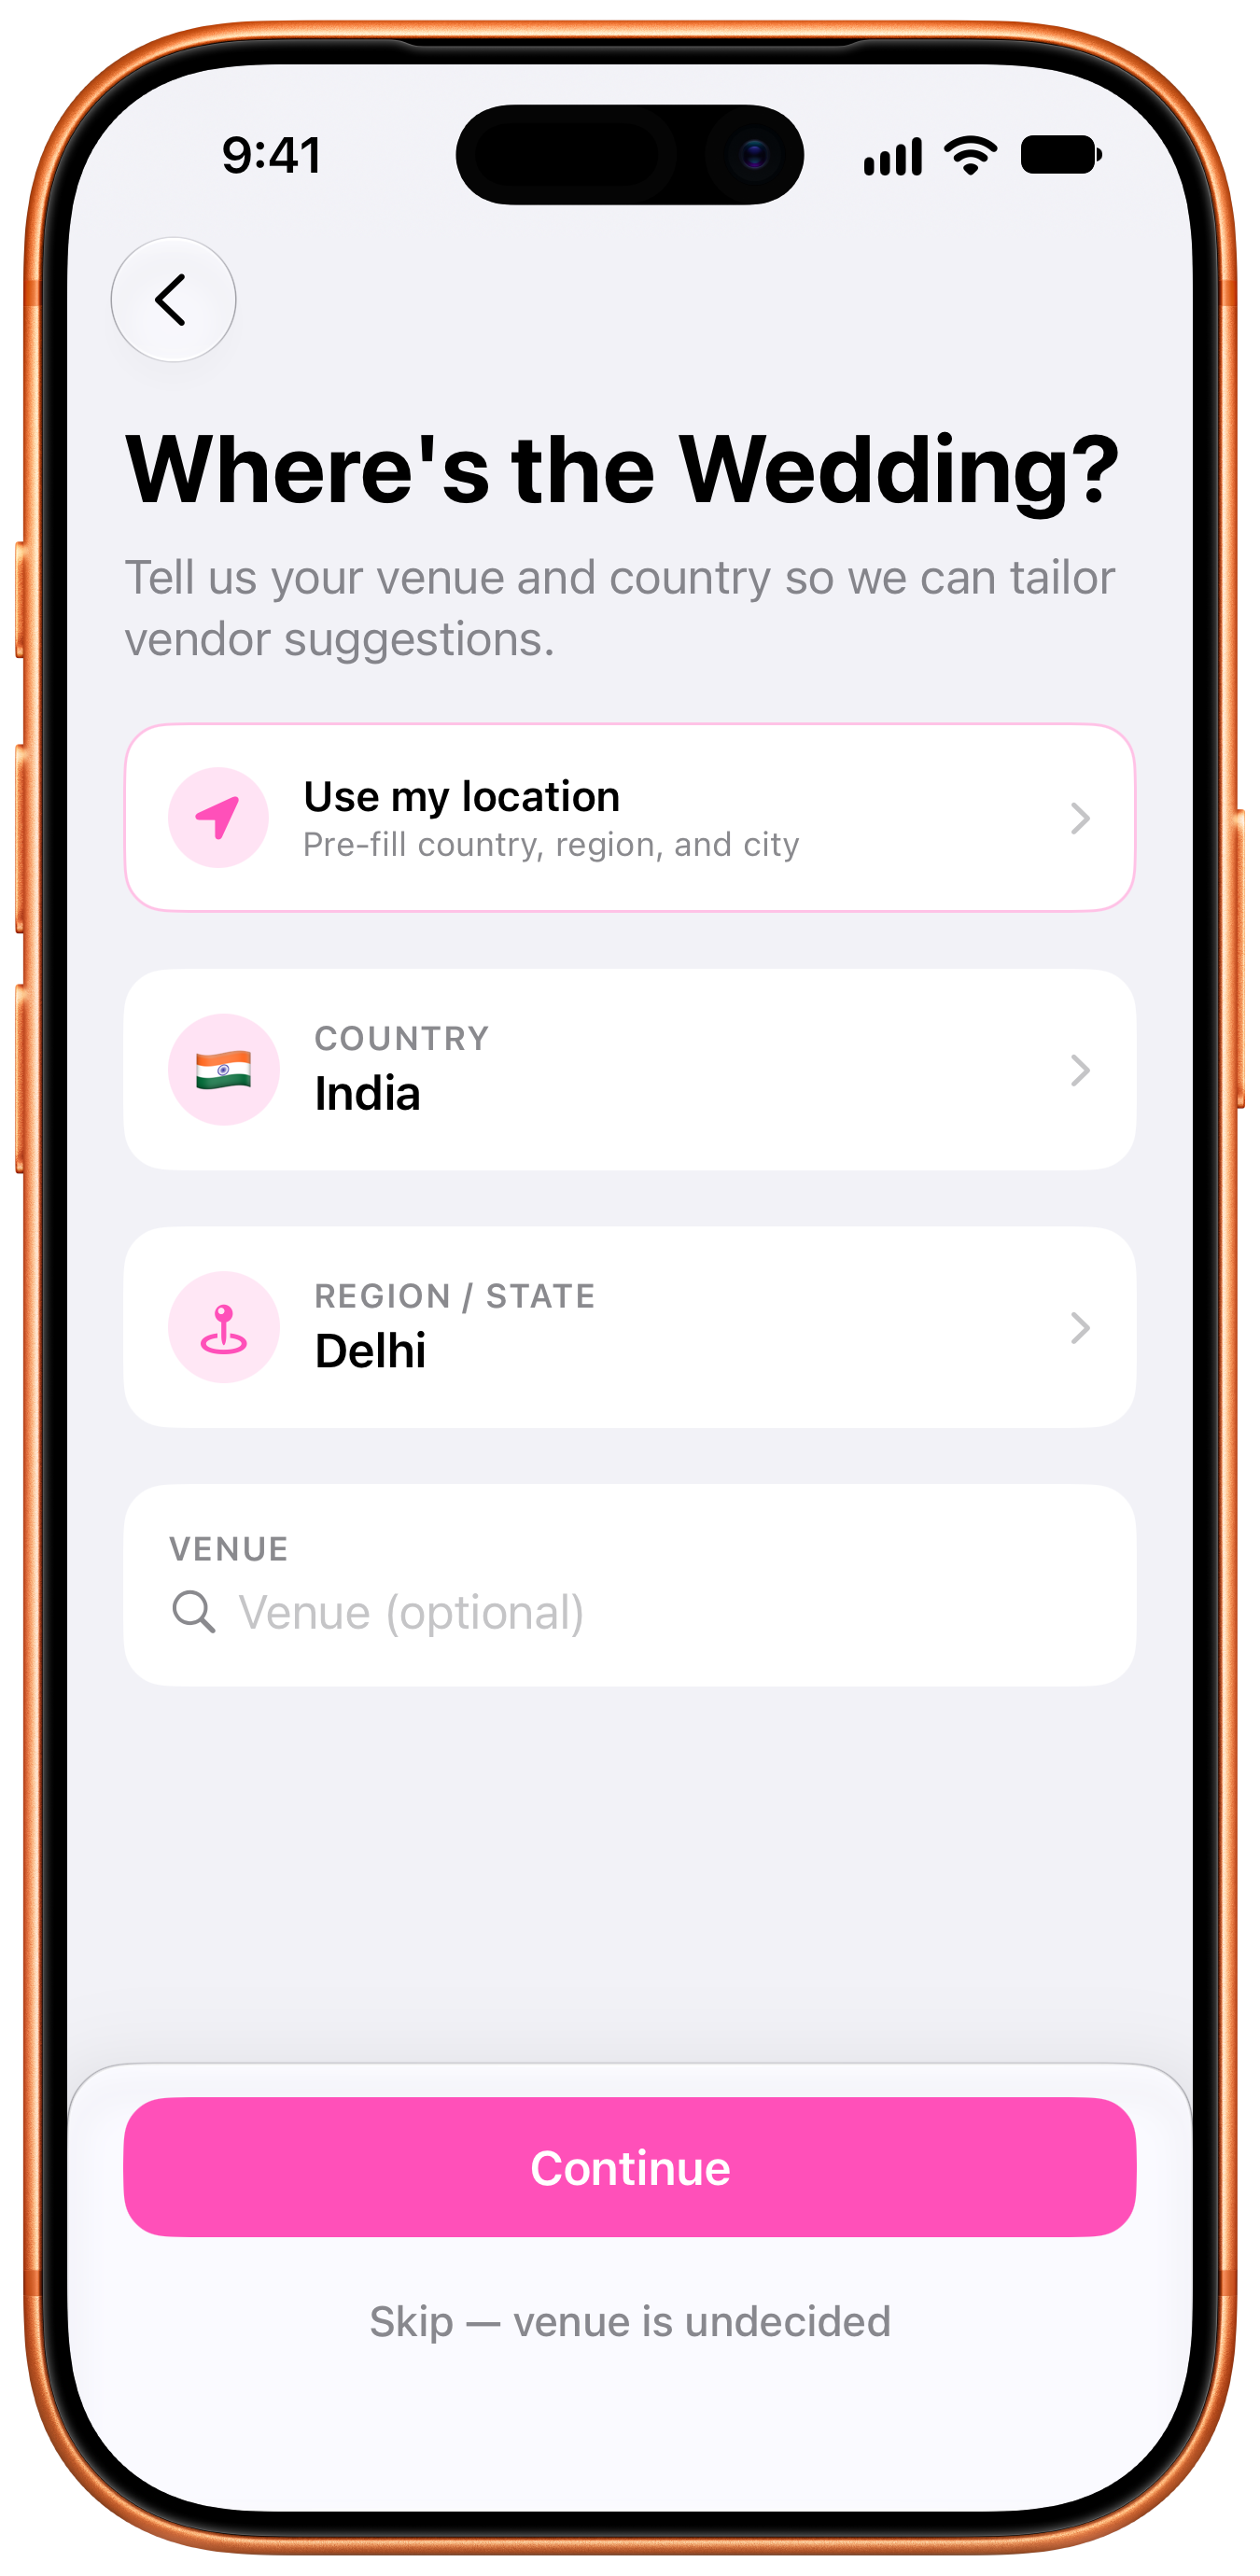 9:41
Where's the Wedding?
Tell us your venue and country so we can tailor
vendor suggestions.
Use my location
Pre-fill country, region, and city
COUNTRY
India
REGION / STATE
Delhi
VENUE
Venue (optional)
Continue
Skip — venue is undecided